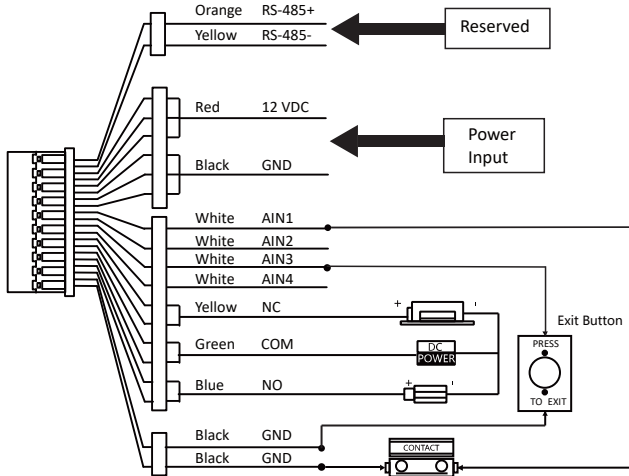 Orange RS-485+
Yellow RS-485-
Reserved
Red 12 VDC
Power
Input
Black GND
White AIN1
White AIN2
White AIN3
White AIN4
Yellow NC
+ -
Exit Button
PRESS
TO EXIT
Green COM
DC
POWER
Blue NO
+ -
Black GND
Black GND
CONTACT